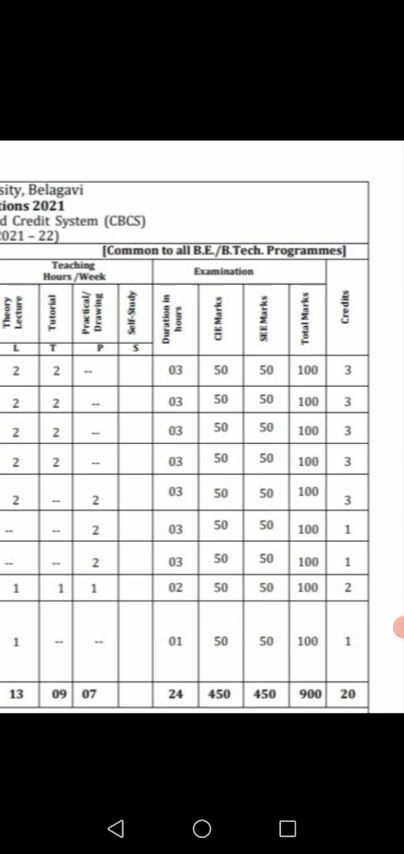 sity, Belagavi
tions 2021
d Credit System (CBCS)
2021 – 22)
[Common to all B.E./B.Tech. Programmes]
Teaching Hours /Week Examination
Theory Lecture Tutorial Practical/ Drawing Self-Study Duration in hours CIE Marks SEE Marks Total Marks Credits
L T P S
2 2 -- 03 50 50 100 3
2 2 -- 03 50 50 100 3
2 2 -- 03 50 50 100 3
2 2 -- 03 50 50 100 3
2 -- 2 03 50 50 100 3
-- -- 2 03 50 50 100 1
-- -- 2 03 50 50 100 1
1 1 1 02 50 50 100 2
1 -- -- 01 50 50 100 1
13 09 07 24 450 450 900 20